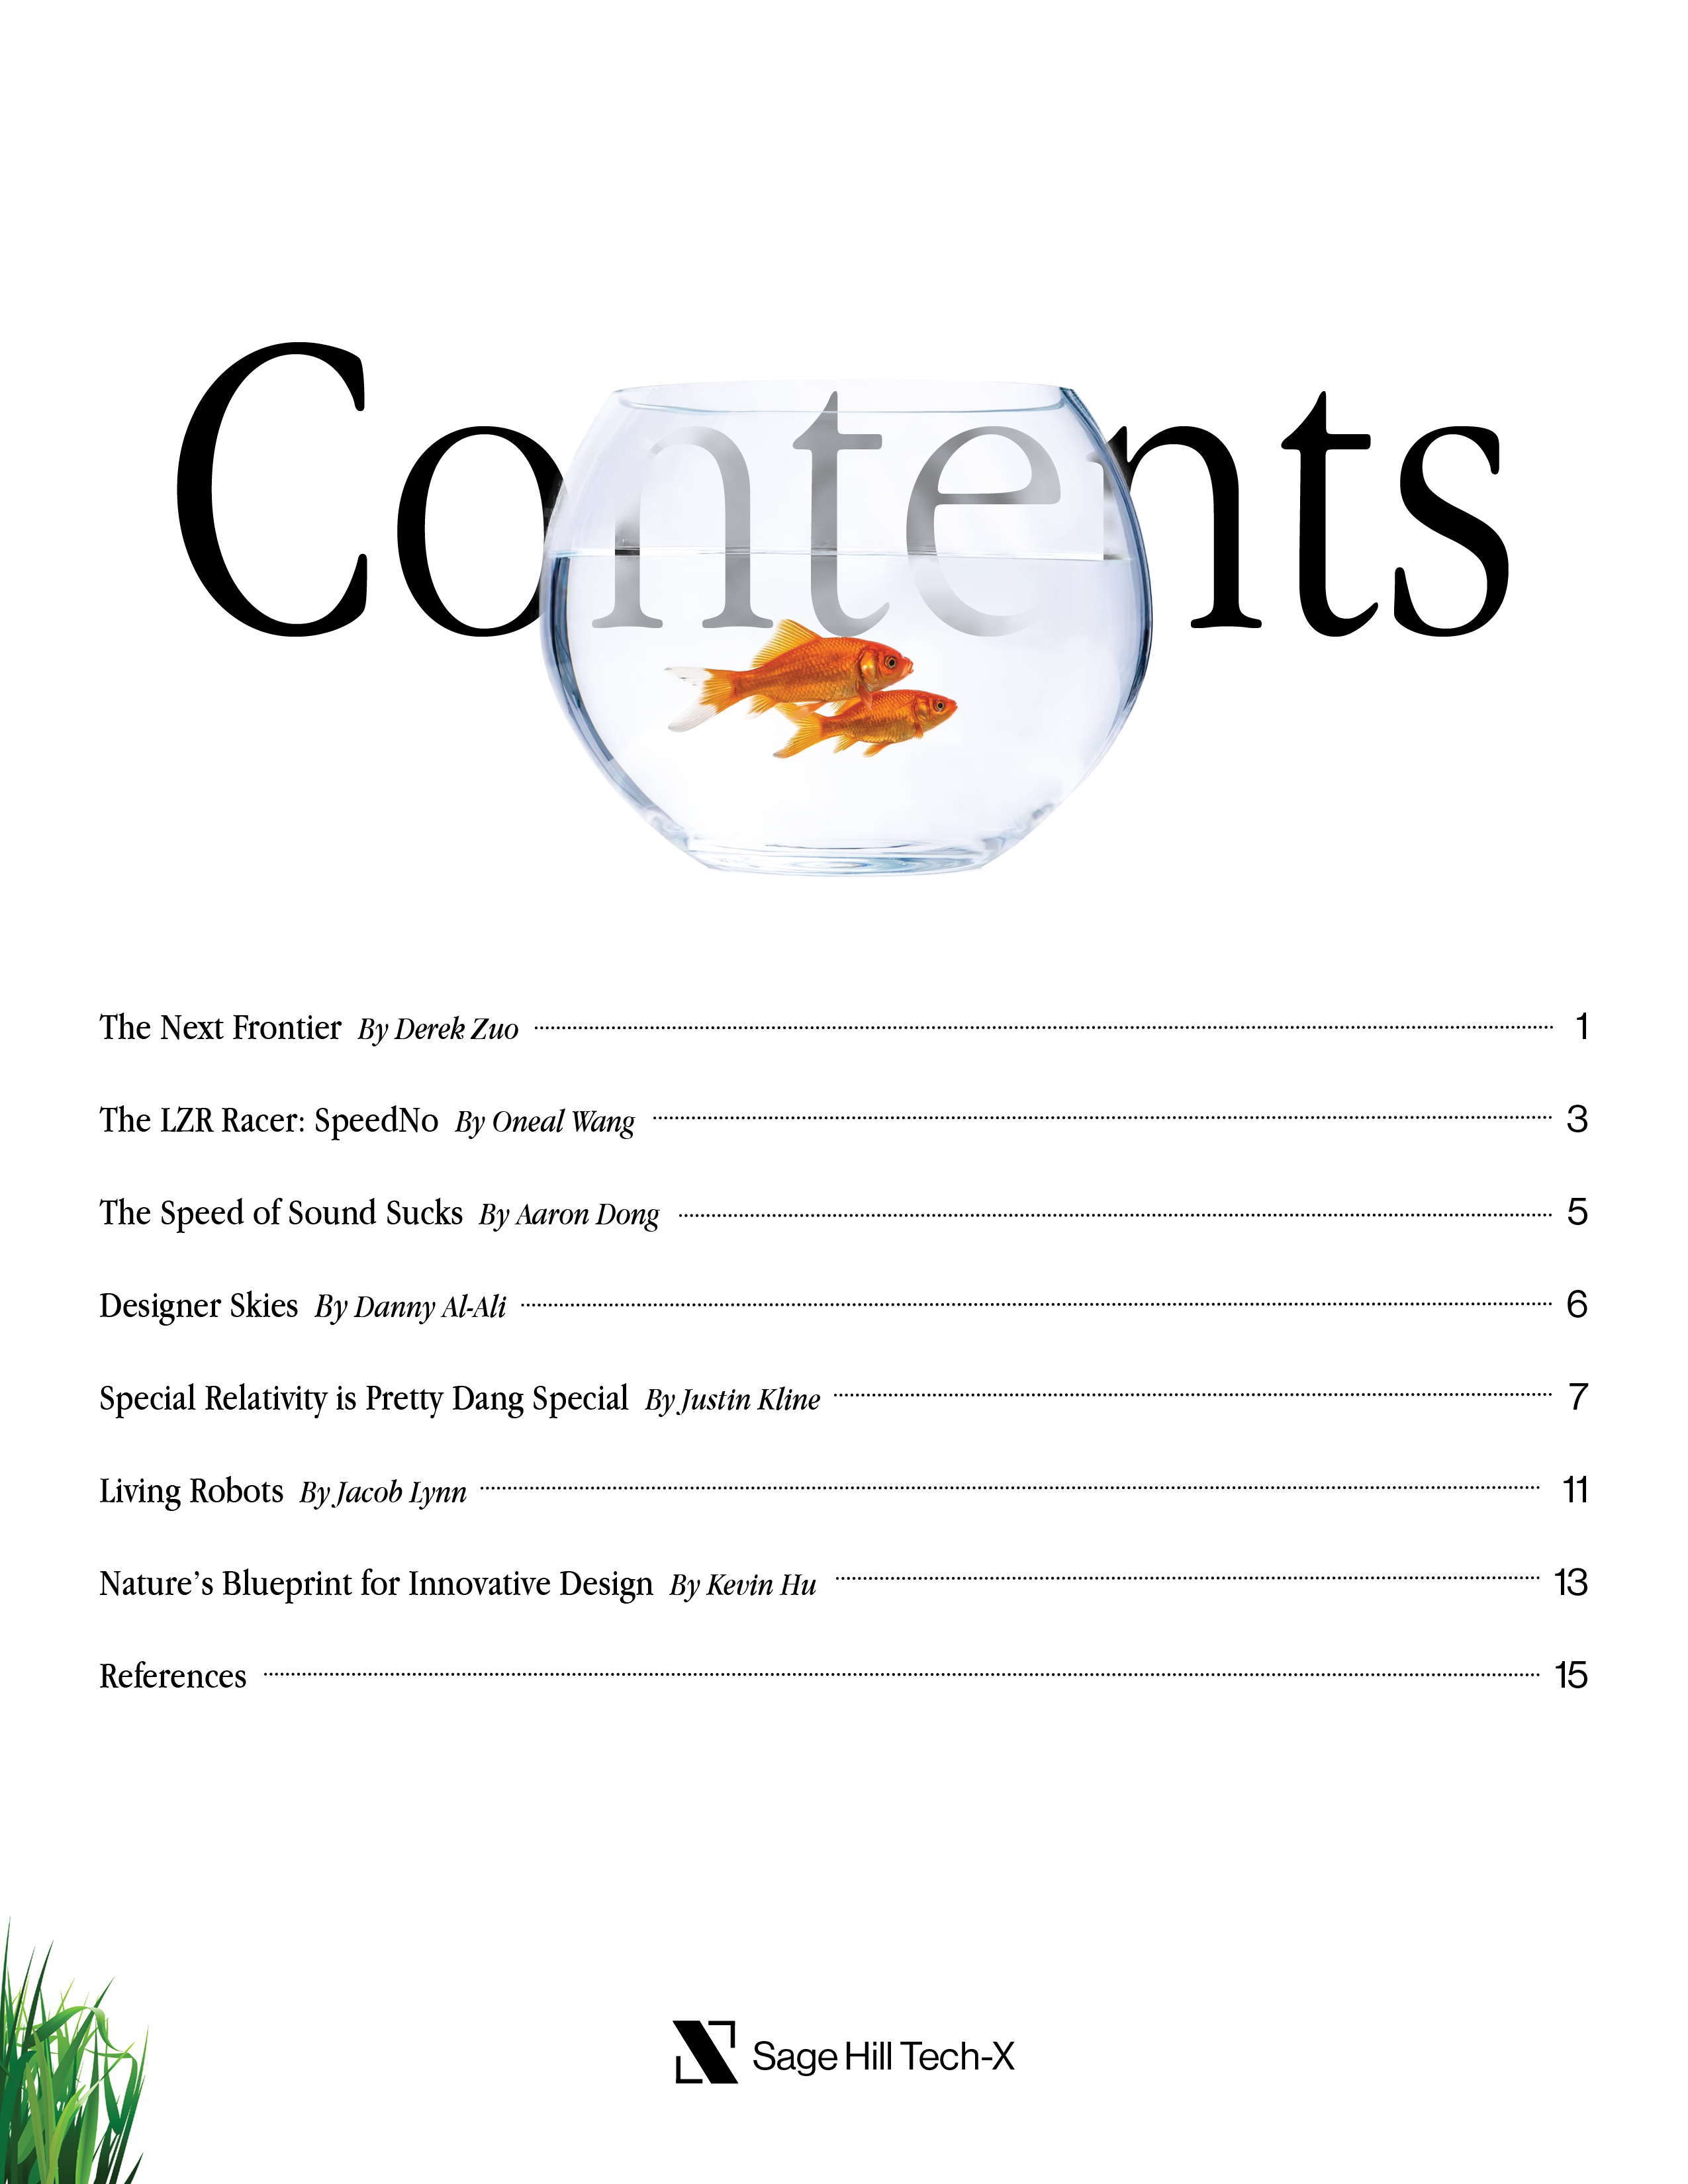 Contents
The Next Frontier By Derek Zuo 1
The LZR Racer: SpeedNo By Oneal Wang 3
The Speed of Sound Sucks By Aaron Dong 5
Designer Skies By Danny Al-Ali 6
Special Relativity is Pretty Dang Special By Justin Kline 7
Living Robots By Jacob Lynn 11
Nature’s Blueprint for Innovative Design By Kevin Hu 13
References 15
Sage Hill Tech-X